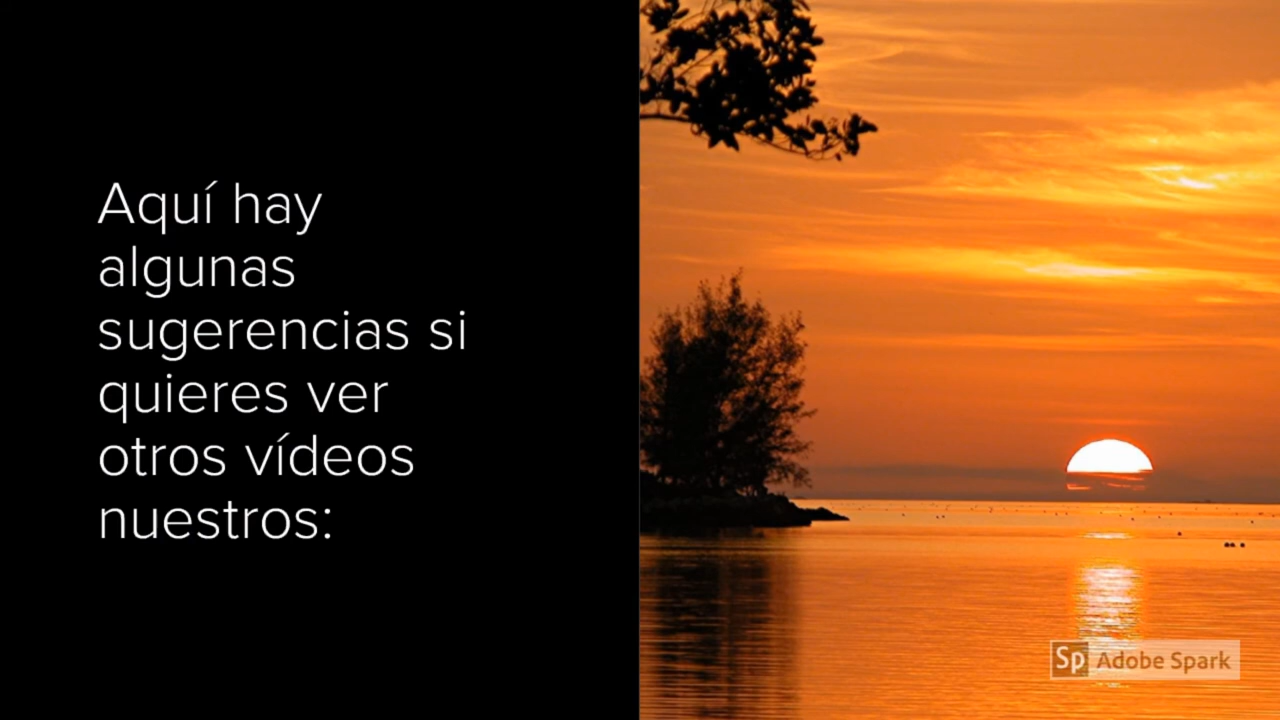 Aquí hay
algunas
sugerencias si
quieres ver
otros vídeos
nuestros:
Sp Adobe Spark